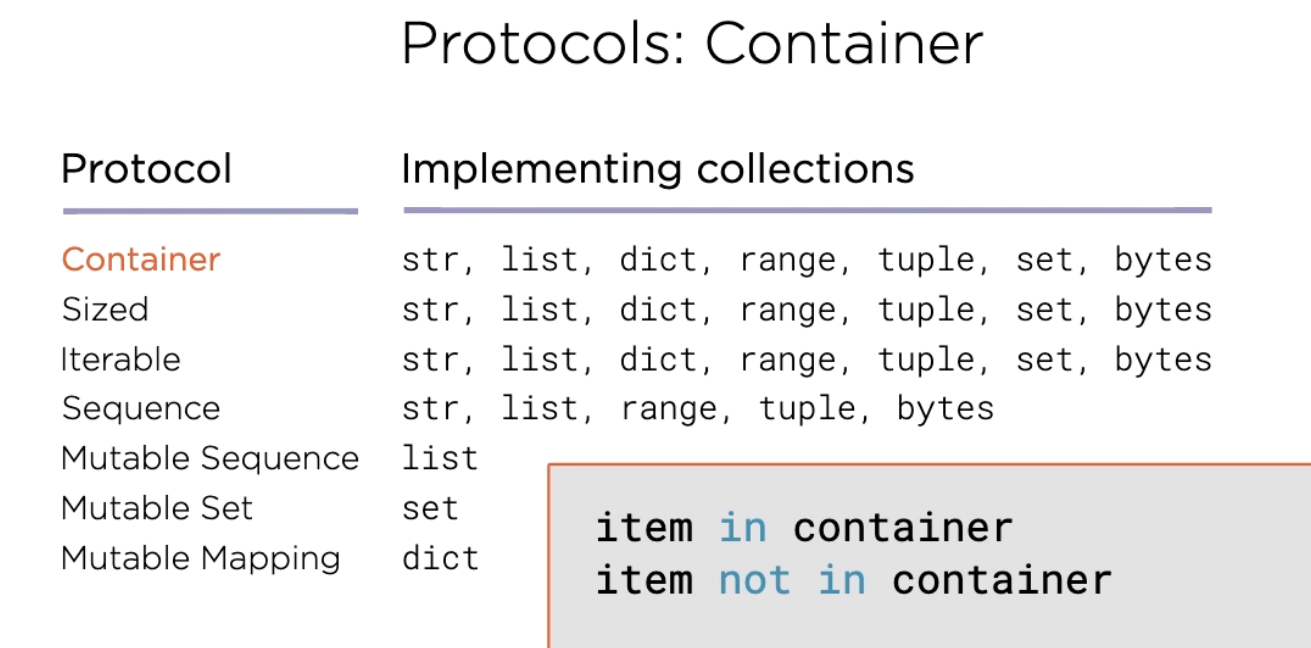 Protocols: Container
Protocol Implementing collections
Container str, list, dict, range, tuple, set, bytes
Sized str, list, dict, range, tuple, set, bytes
Iterable str, list, dict, range, tuple, set, bytes
Sequence str, list, range, tuple, bytes
Mutable Sequence list
Mutable Set set
Mutable Mapping dict
item in container
item not in container